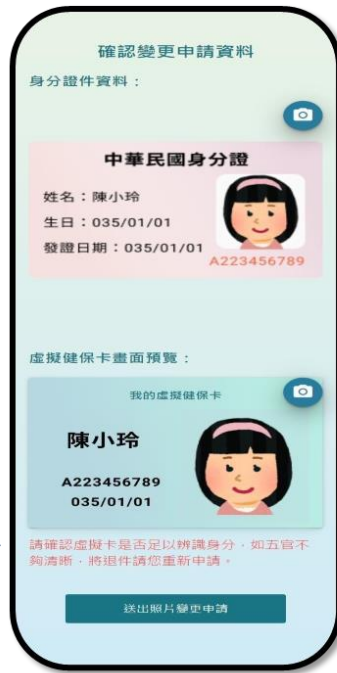 確認變更申請資料
身分證件資料：
中華民國身分證
姓名：陳小玲
生日：035/01/01
發證日期：035/01/01
A223456789
虛擬健保卡畫面預覽：
我的虛擬健保卡
陳小玲
A223456789
035/01/01
請確認虛擬卡是否足以辨識身分，如五官不
夠清晰，將退件請您重新申請。
送出照片變更申請